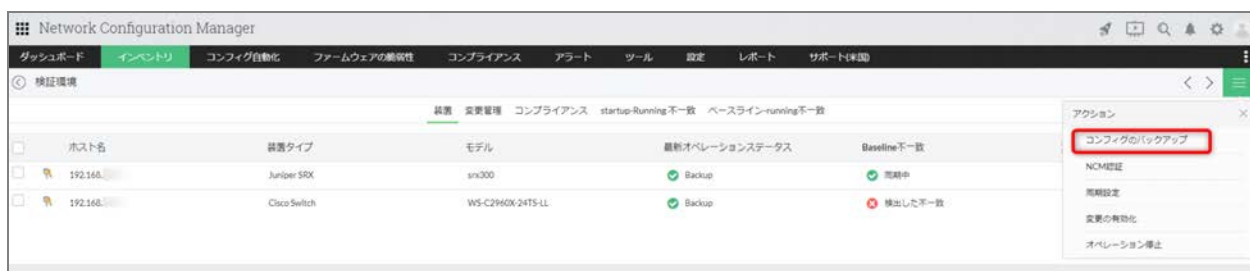 Network Configuration Manager
ダッシュボード インベントリ コンフィグ自動化 ファームウェアの脆弱性 コンプライアンス アラート ツール 設定 レポート サポート(米国)
検証環境
装置 変更管理 コンプライアンス startup-Running不一致 ベースライン-running不一致
アクション
ホスト名 装置タイプ モデル 最新オペレーションステータス Baseline不一致
コンフィグのバックアップ
192.168. Juniper SRX srx300 Backup 同期中
NCM認証
同期設定
192.168. Cisco Switch WS-C2960X-24TS-LL Backup 検出した不一致
変更の有効化
オペレーション停止